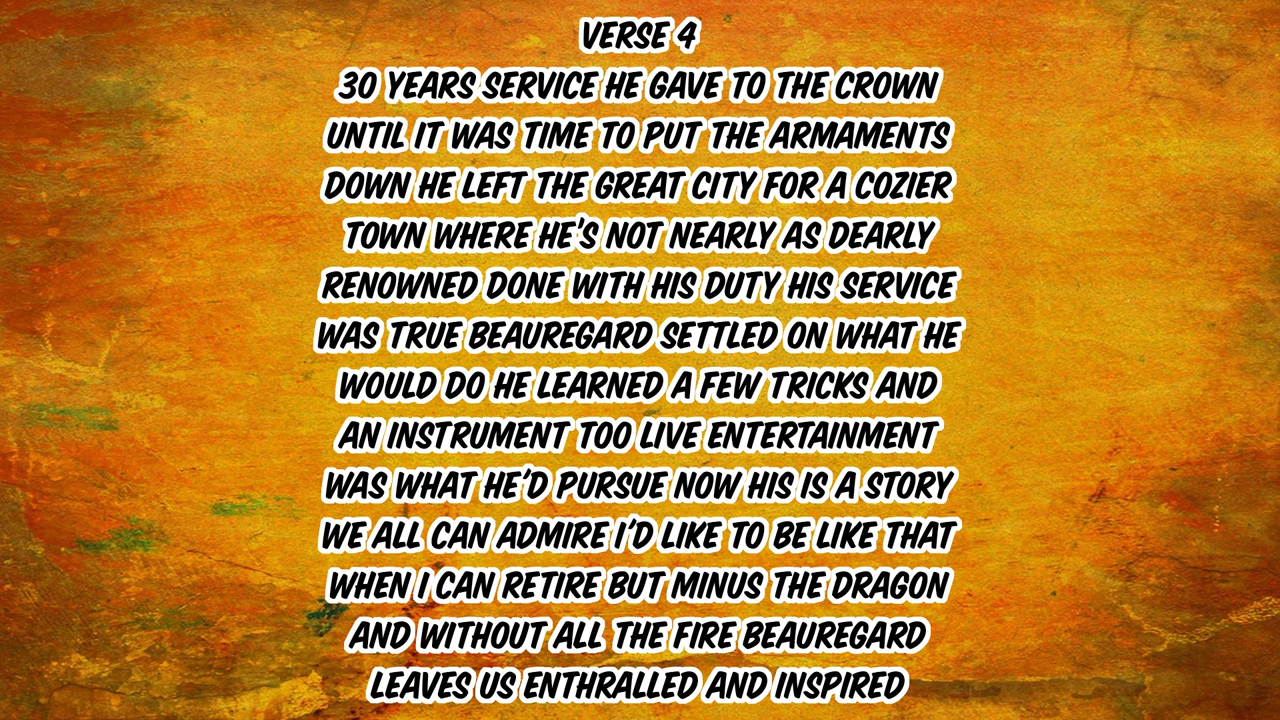 VERSE 4
30 YEARS SERVICE HE GAVE TO THE CROWN
UNTIL IT WAS TIME TO PUT THE ARMAMENTS
DOWN HE LEFT THE GREAT CITY FOR A COZIER
TOWN WHERE HE'S NOT NEARLY AS DEARLY
RENOWNED DONE WITH HIS DUTY HIS SERVICE
WAS TRUE BEAUREGARD SETTLED ON WHAT HE
WOULD DO HE LEARNED A FEW TRICKS AND
AN INSTRUMENT TOO LIVE ENTERTAINMENT
WAS WHAT HE'D PURSUE NOW HIS IS A STORY
WE ALL CAN ADMIRE I'D LIKE TO BE LIKE THAT
WHEN I CAN RETIRE BUT MINUS THE DRAGON
AND WITHOUT ALL THE FIRE BEAUREGARD
LEAVES US ENTHRALLED AND INSPIRED